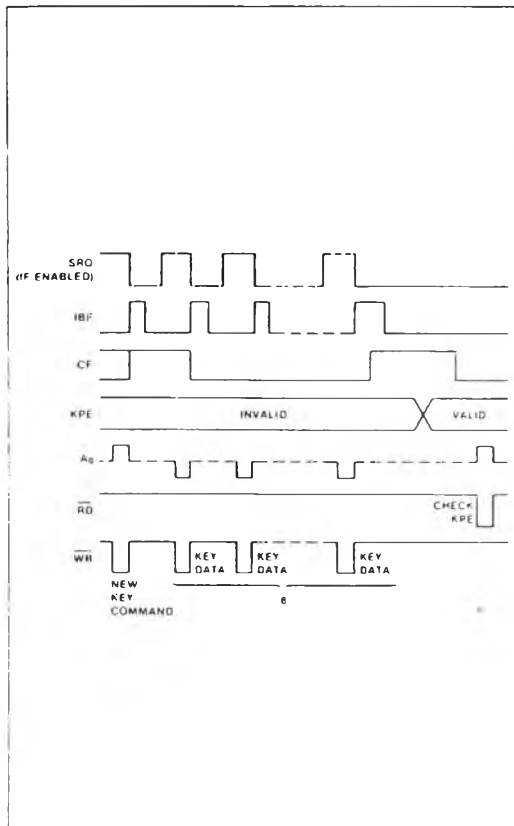 SRQ
(IF ENABLED)
IBF
CF
KPE INVALID VALID
A0
RD CHECK
KPE
WR KEY DATA KEY DATA KEY DATA
NEW
KEY
COMMAND